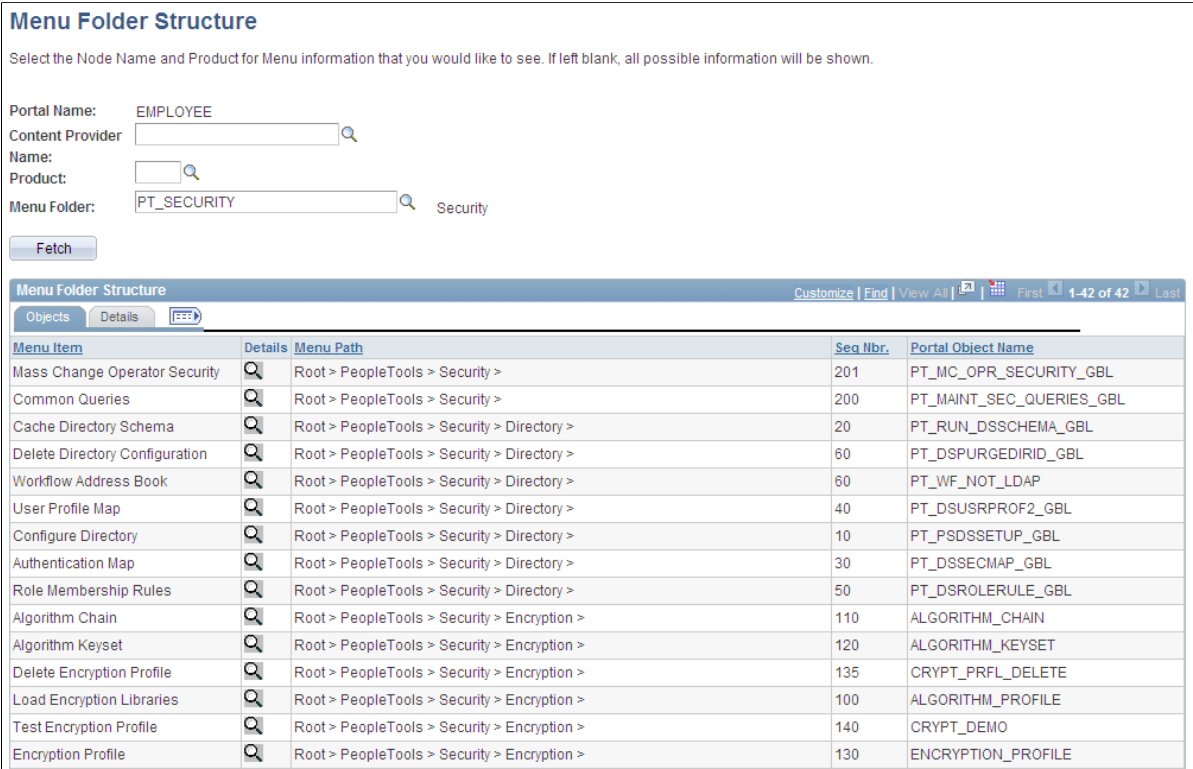 Menu Folder Structure
Select the Node Name and Product for Menu information that you would like to see. If left blank, all possible information will be shown.
Portal Name: EMPLOYEE
Content Provider
Name:
Product:
Menu Folder: PT_SECURITY Security
Fetch
Menu Folder Structure Customize | Find | View All | | First 1-42 of 42 Last
Objects Details
Menu Item Details Menu Path Seq Nbr. Portal Object Name
Mass Change Operator Security Root > PeopleTools > Security > 201 PT_MC_OPR_SECURITY_GBL
Common Queries Root > PeopleTools > Security > 200 PT_MAINT_SEC_QUERIES_GBL
Cache Directory Schema Root > PeopleTools > Security > Directory > 20 PT_RUN_DSSCHEMA_GBL
Delete Directory Configuration Root > PeopleTools > Security > Directory > 60 PT_DSPURGEDIRID_GBL
Workflow Address Book Root > PeopleTools > Security > Directory > 60 PT_WF_NOT_LDAP
User Profile Map Root > PeopleTools > Security > Directory > 40 PT_DSUSRPROF2_GBL
Configure Directory Root > PeopleTools > Security > Directory > 10 PT_PSDSSETUP_GBL
Authentication Map Root > PeopleTools > Security > Directory > 30 PT_DSSECMAP_GBL
Role Membership Rules Root > PeopleTools > Security > Directory > 50 PT_DSROLERULE_GBL
Algorithm Chain Root > PeopleTools > Security > Encryption > 110 ALGORITHM_CHAIN
Algorithm Keyset Root > PeopleTools > Security > Encryption > 120 ALGORITHM_KEYSET
Delete Encryption Profile Root > PeopleTools > Security > Encryption > 135 CRYPT_PRFL_DELETE
Load Encryption Libraries Root > PeopleTools > Security > Encryption > 100 ALGORITHM_PROFILE
Test Encryption Profile Root > PeopleTools > Security > Encryption > 140 CRYPT_DEMO
Encryption Profile Root > PeopleTools > Security > Encryption > 130 ENCRYPTION_PROFILE